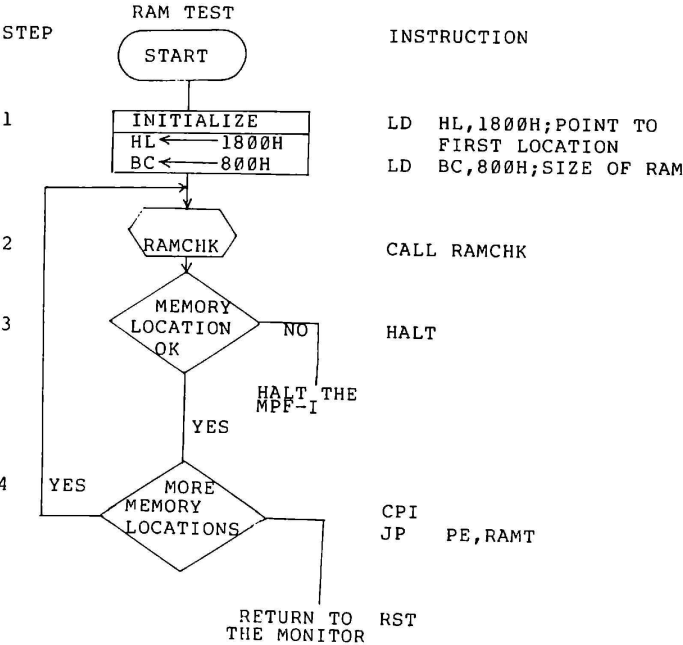 RAM TEST
STEP
INSTRUCTION
START
1
INITIALIZE
HL ← 1800H
BC ← 800H
LD HL,1800H;POINT TO
FIRST LOCATION
LD BC,800H;SIZE OF RAM
2
RAMCHK
CALL RAMCHK
3
MEMORY
LOCATION
OK
NO
HALT
HALT THE
MPF-I
YES
4
YES
MORE
MEMORY
LOCATIONS
CPI
JP PE,RAMT
RETURN TO
THE MONITOR
RST